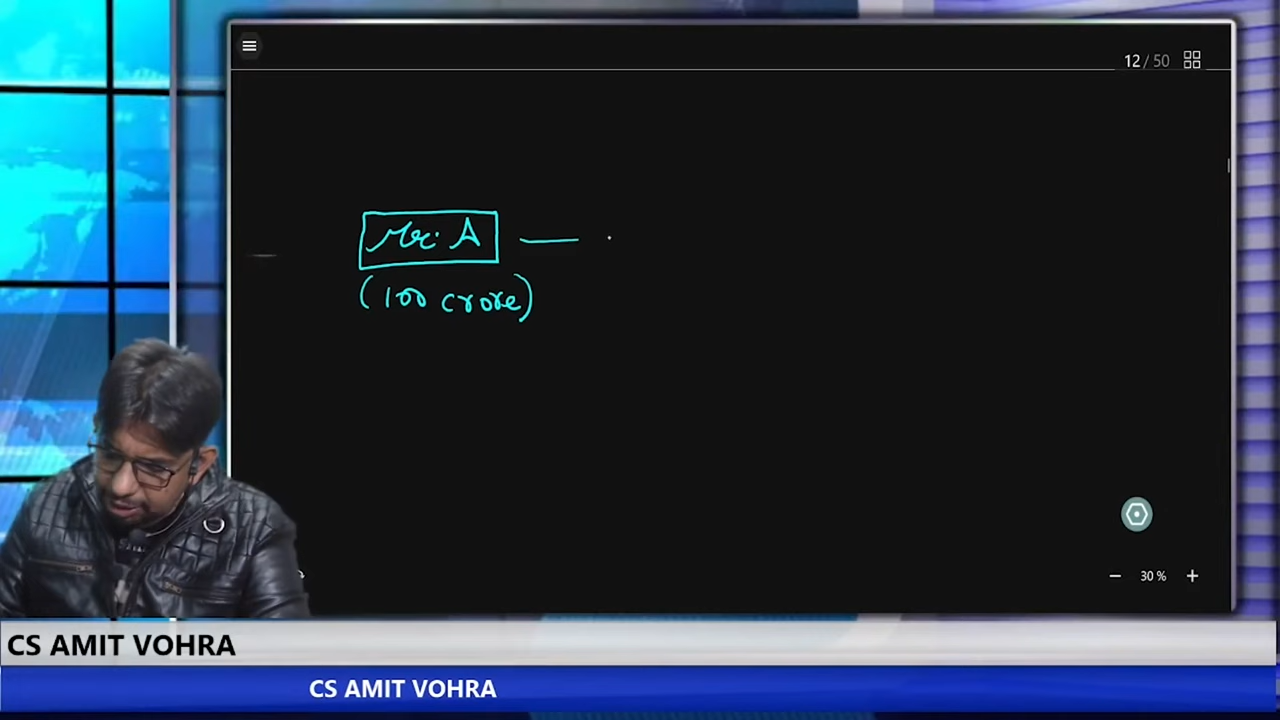 12 / 50
Mr. A —
(100 crore)
30 %
CS AMIT VOHRA
CS AMIT VOHRA